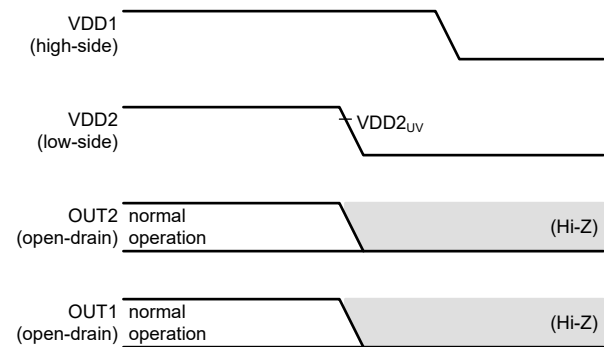 VDD1
(high-side)
VDD2
(low-side)
VDD2UV
OUT2
(open-drain)
normal
operation
(Hi-Z)
OUT1
(open-drain)
normal
operation
(Hi-Z)